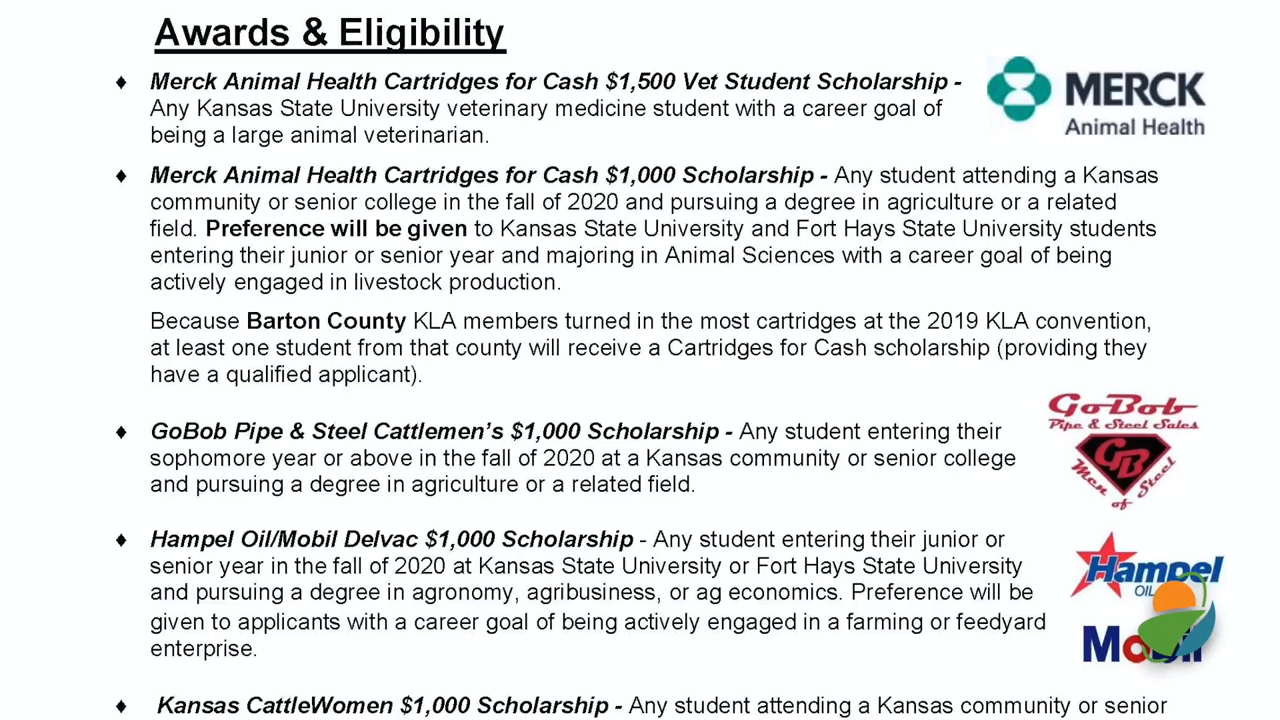 Awards & Eligibility
♦ Merck Animal Health Cartridges for Cash $1,500 Vet Student Scholarship -
Any Kansas State University veterinary medicine student with a career goal of
being a large animal veterinarian.
MERCK
Animal Health
♦ Merck Animal Health Cartridges for Cash $1,000 Scholarship - Any student attending a Kansas
community or senior college in the fall of 2020 and pursuing a degree in agriculture or a related
field. Preference will be given to Kansas State University and Fort Hays State University students
entering their junior or senior year and majoring in Animal Sciences with a career goal of being
actively engaged in livestock production.
Because Barton County KLA members turned in the most cartridges at the 2019 KLA convention,
at least one student from that county will receive a Cartridges for Cash scholarship (providing they
have a qualified applicant).
♦ GoBob Pipe & Steel Cattlemen's $1,000 Scholarship - Any student entering their
sophomore year or above in the fall of 2020 at a Kansas community or senior college
and pursuing a degree in agriculture or a related field.
GoBob
Pipe & Steel Sales
GB
Men of Steel
♦ Hampel Oil/Mobil Delvac $1,000 Scholarship - Any student entering their junior or
senior year in the fall of 2020 at Kansas State University or Fort Hays State University
and pursuing a degree in agronomy, agribusiness, or ag economics. Preference will be
given to applicants with a career goal of being actively engaged in a farming or feedyard
enterprise.
Hampel
Mobil
♦ Kansas CattleWomen $1,000 Scholarship - Any student attending a Kansas community or senior